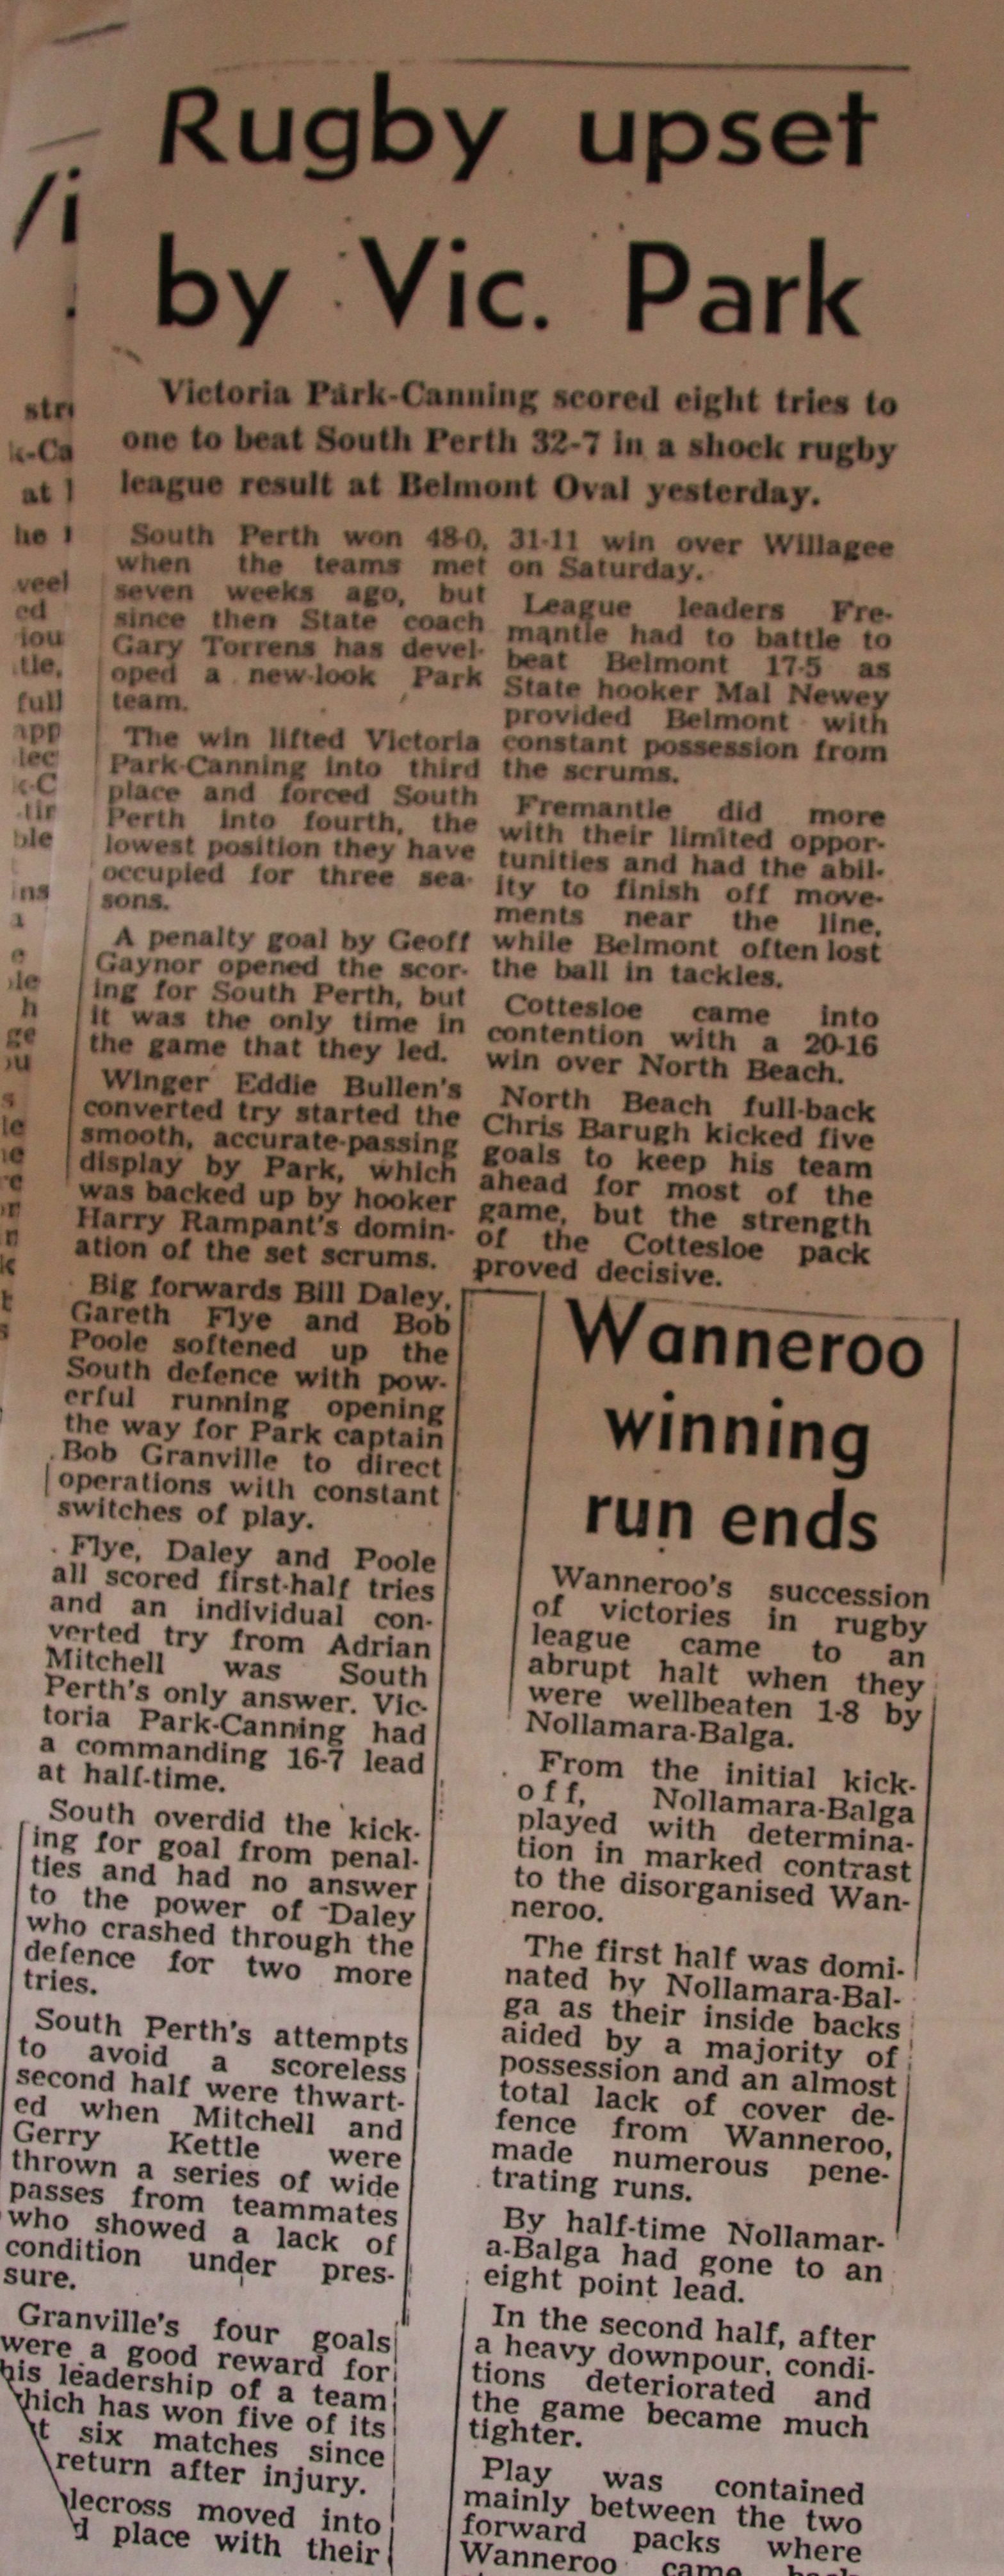 Rugby upset
by Vic. Park
Victoria Park-Canning scored eight tries to
one to beat South Perth 32-7 in a shock rugby
league result at Belmont Oval yesterday.
South Perth won 48-0,
when the teams met
seven weeks ago, but
since then State coach
Gary Torrens has devel-
oped a new-look Park
team.
The win lifted Victoria
Park-Canning into third
place and forced South
Perth into fourth, the
lowest position they have
occupied for three sea-
sons.
A penalty goal by Geoff
Gaynor opened the scor-
ing for South Perth, but
it was the only time in
the game that they led.
Winger Eddie Bullen's
converted try started the
smooth, accurate-passing
display by Park, which
was backed up by hooker
Harry Rampant's domin-
ation of the set scrums.
Big forwards Bill Daley,
Gareth Flye and Bob
Poole softened up the
South defence with pow-
erful running opening
the way for Park captain
Bob Granville to direct
operations with constant
switches of play.
Flye, Daley and Poole
all scored first-half tries
and an individual con-
verted try from Adrian
Mitchell was South
Perth's only answer. Vic-
toria Park-Canning had
a commanding 16-7 lead
at half-time.
South overdid the kick-
ing for goal from penal-
ties and had no answer
to the power of Daley
who crashed through the
defence for two more
tries.
South Perth's attempts
to avoid a scoreless
second half were thwart-
ed when Mitchell and
Gerry Kettle were
thrown a series of wide
passes from teammates
who showed a lack of
condition under pres-
sure.
Granville's four goals
were a good reward for
his leadership of a team
which has won five of its
t six matches since
return after injury.
lecross moved into
d place with their
31-11 win over Willagee
on Saturday.
League leaders Fre-
mantle had to battle to
beat Belmont 17-5 as
State hooker Mal Newey
provided Belmont with
constant possession from
the scrums.
Fremantle did more
with their limited oppor-
tunities and had the abil-
ity to finish off move-
ments near the line,
while Belmont often lost
the ball in tackles.
Cottesloe came into
contention with a 20-16
win over North Beach.
North Beach full-back
Chris Barugh kicked five
goals to keep his team
ahead for most of the
game, but the strength
of the Cottesloe pack
proved decisive.
Wanneroo
winning
run ends
Wanneroo's succession
of victories in rugby
league came to an
abrupt halt when they
were wellbeaten 1-8 by
Nollamara-Balga.
From the initial kick-
off, Nollamara-Balga
played with determina-
tion in marked contrast
to the disorganised Wan-
neroo.
The first half was domi-
nated by Nollamara-Bal-
ga as their inside backs
aided by a majority of
possession and an almost
total lack of cover de-
fence from Wanneroo,
made numerous pene-
trating runs.
By half-time Nollamar-
a-Balga had gone to an
eight point lead.
In the second half, after
a heavy downpour, condi-
tions deteriorated and
the game became much
tighter.
Play was contained
mainly between the two
forward packs where
Wanneroo came back